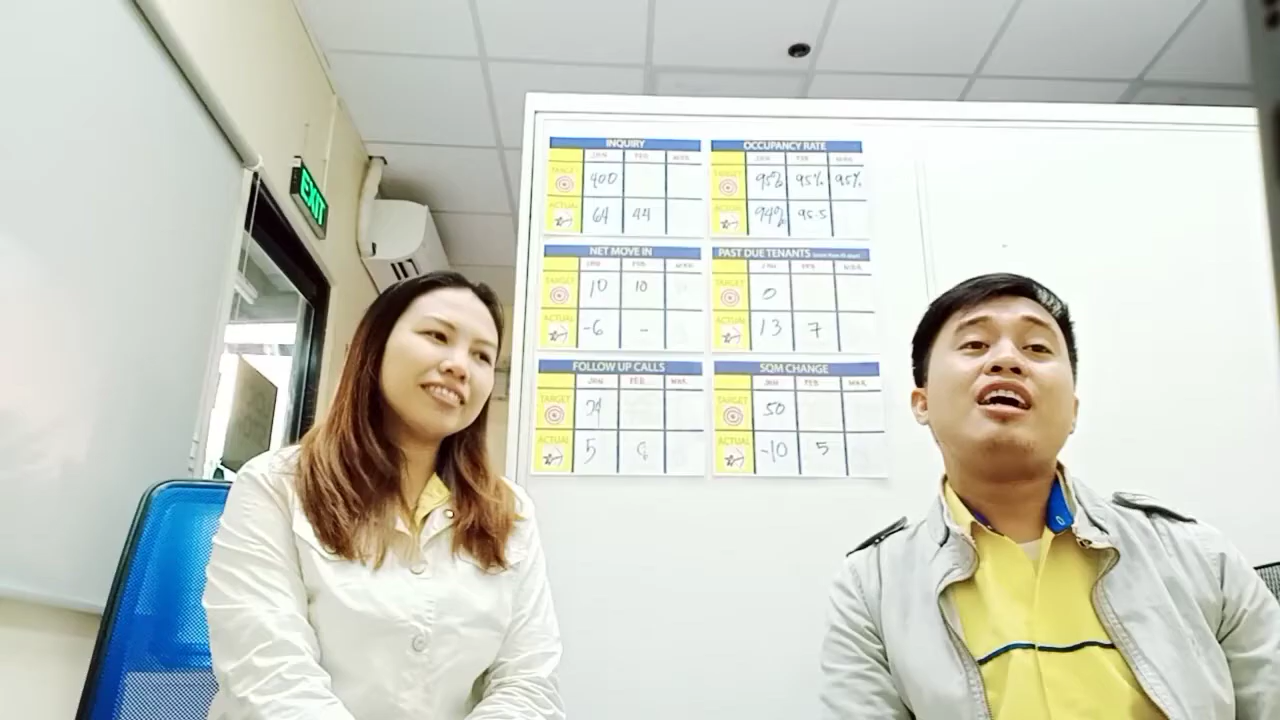 EXIT
INQUIRY
JAN FEB MAR
TARGET 400
ACTUAL 64 44
OCCUPANCY RATE
JAN FEB MAR
TARGET 95% 95% 95%
ACTUAL 94% 95.5
NET MOVE IN
JAN FEB MAR
TARGET 10 10
ACTUAL -6 -
PAST DUE TENANTS
JAN FEB MAR
TARGET 0
ACTUAL 13 7
FOLLOW UP CALLS
JAN FEB MAR
TARGET
ACTUAL 5
SQM CHANGE
JAN FEB MAR
TARGET 50
ACTUAL -10 5